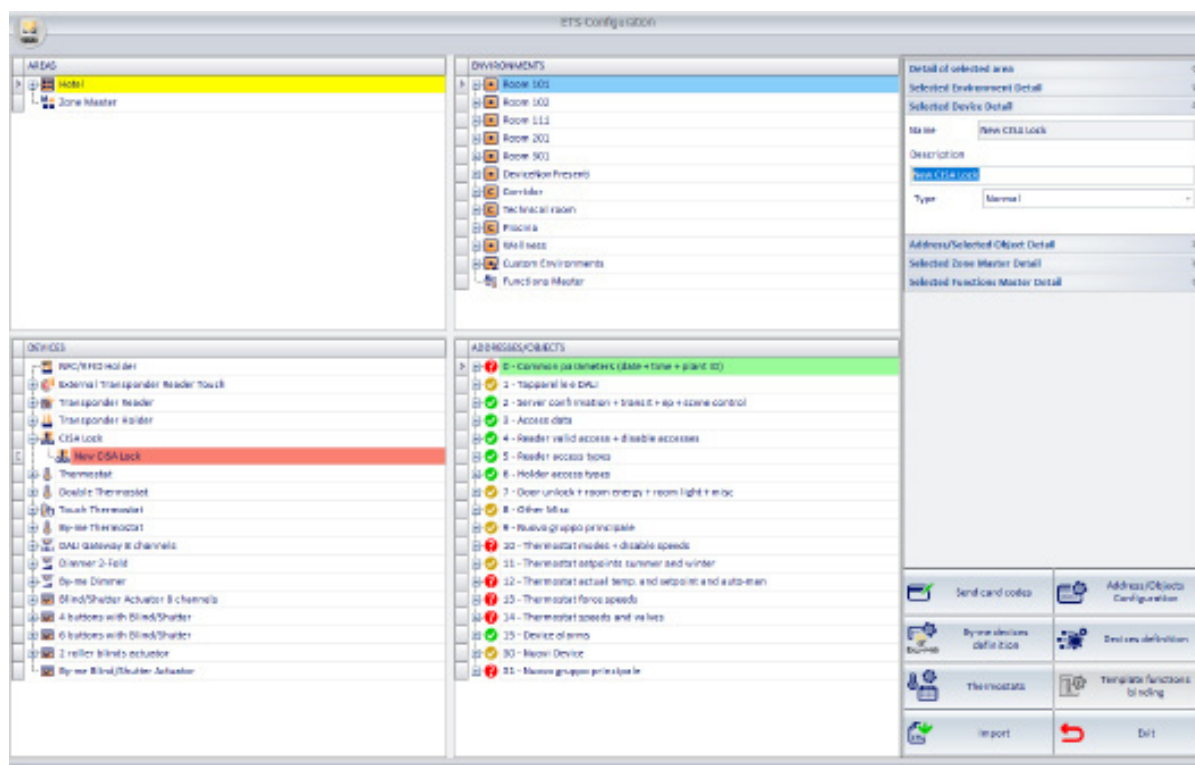 ETS Configuration
AREAS
Hotel
Zone Master
ENVIRONMENTS
Room 101
Room 102
Room 111
Room 201
Room 301
DeviceNonPresenti
Corridor
Technical room
Piscina
Wellness
Custom Environments
Functions Master
Detail of selected area
Selected Environment Detail
Selected Device Detail
Name New CISA Lock
Description
New CISA Lock
Type Normal
Address/Selected Object Detail
Selected Zone Master Detail
Selected Functions Master Detail
DEVICES
NFC/RFID Holder
External Transponder Reader Touch
Transponder Reader
Transponder Holder
CISA Lock
New CISA Lock
Thermostat
Double Thermostat
Touch Thermostat
By-me Thermostat
DALI Gateway 8 channels
Dimmer 2-Fold
By-me Dimmer
Blind/Shutter Actuator 8 channels
4 buttons with Blind/Shutter
6 buttons with Blind/Shutter
2 roller blinds actuator
By-me Blind/Shutter Actuator
ADDRESSES/OBJECTS
0 - Common parameters (date + time + plant ID)
1 - Tapparelle e DALI
2 - Server confirmation + transit + ep + scene control
3 - Access data
4 - Reader valid access + disable accesses
5 - Reader access types
6 - Holder access types
7 - Door unlock + room energy + room light + misc
8 - Other Misc
9 - Nuovo gruppo principale
10 - Thermostat modes + disable speeds
11 - Thermostat setpoints summer and winter
12 - Thermostat actual temp. and setpoint and auto-man
13 - Thermostat force speeds
14 - Thermostat speeds and valves
15 - Device alarms
30 - Nuovi Device
31 - Nuovo gruppo principale
Send card codes
Address/Objects
Configuration
By-me devices
definition
Devices definition
Thermostats
Template functions
binding
Import
Exit